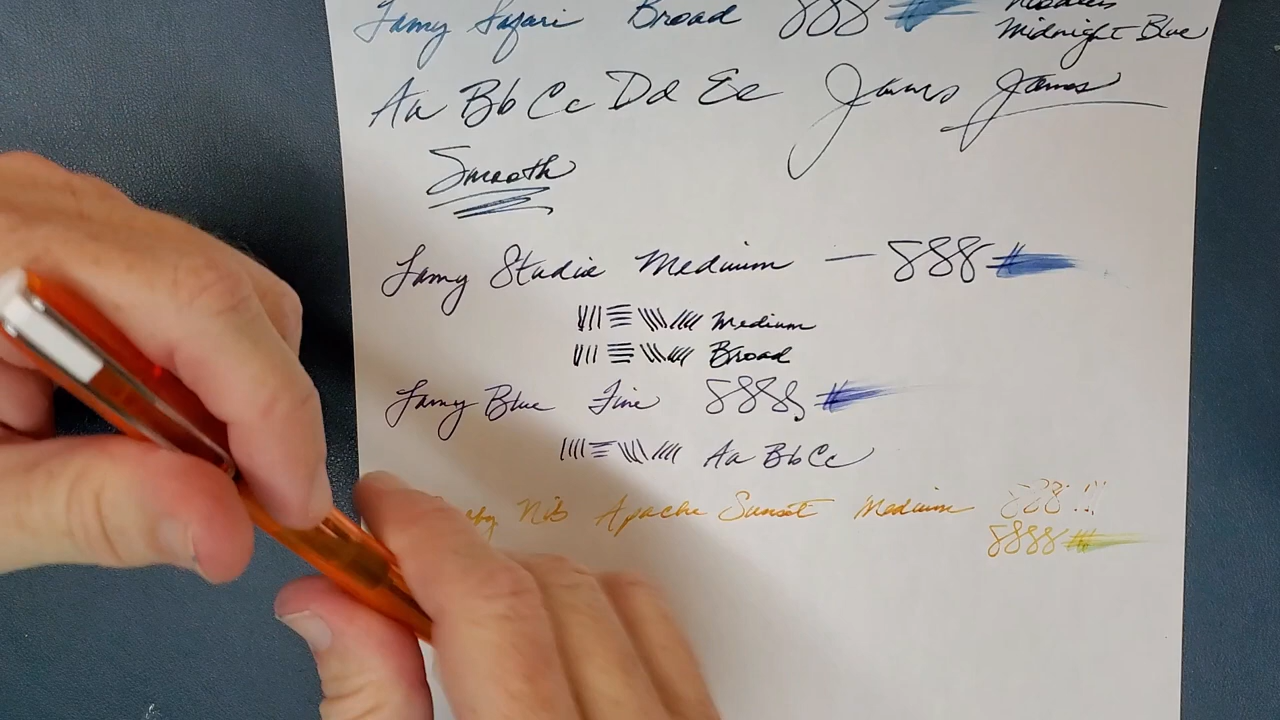 Lamy Safari Broad 888 #
Midnight Blue
Aa Bb Cc Dd Ee James James
Smooth
Lamy Studio Medium — 888 #
Medium
Broad
Lamy Blue Fine 8888 #
Aa Bb Cc
Nib Apache Sunset Medium 888
8888 #